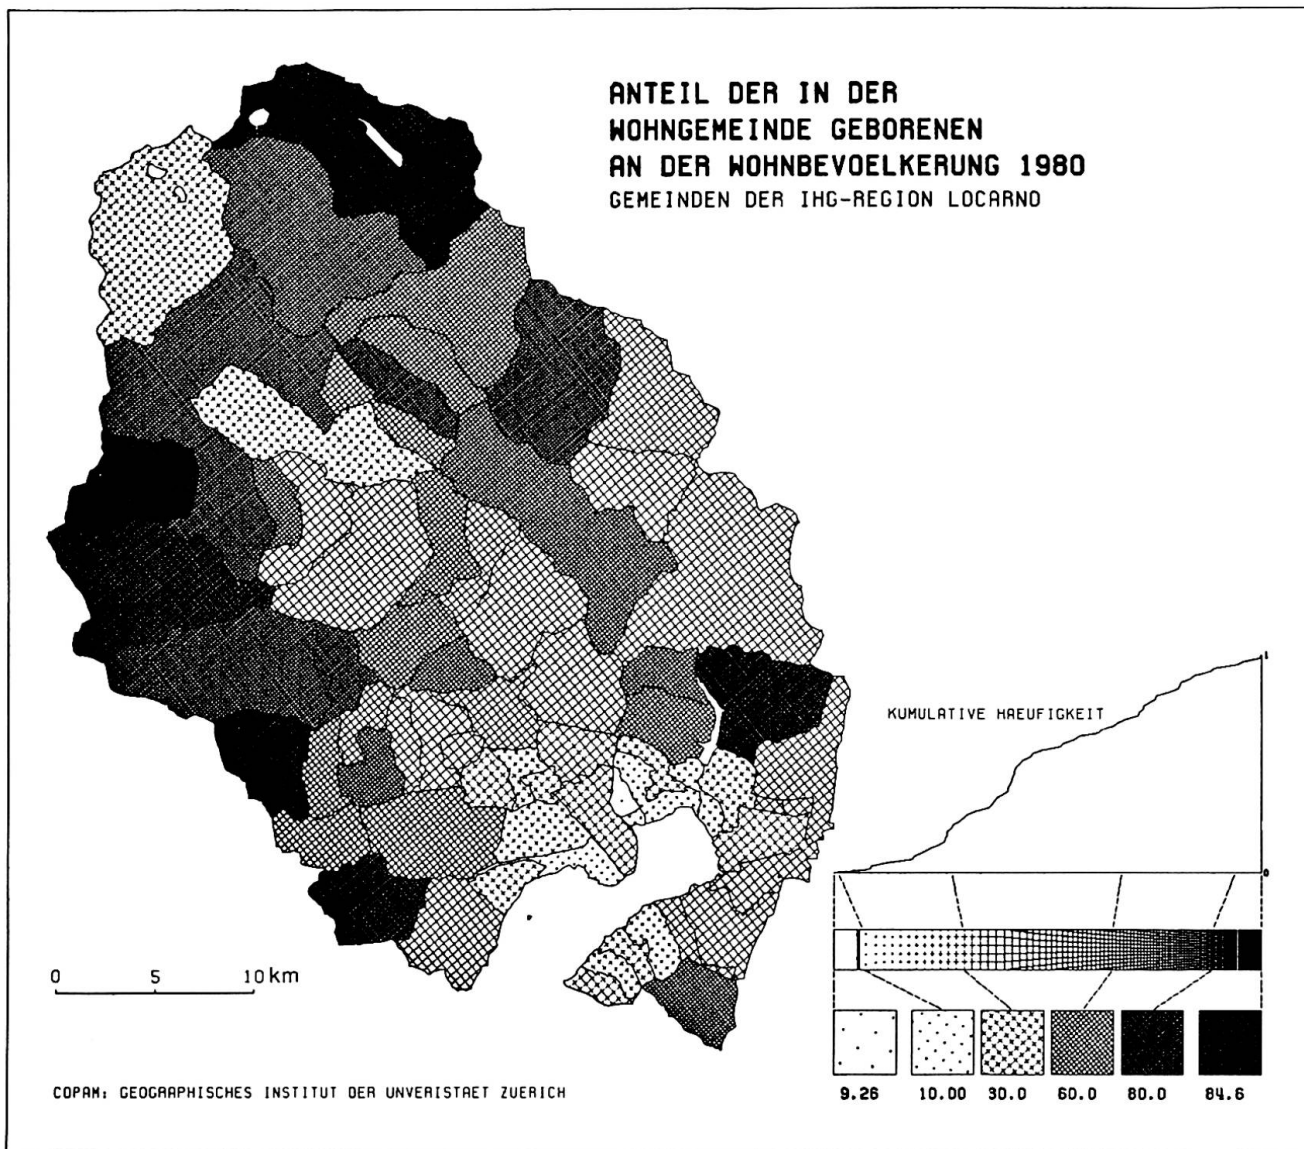 ANTEIL DER IN DER
WOHNGEMEINDE GEBORENEN
AN DER WOHNBEVOELKERUNG 1980
GEMEINDEN DER IHG-REGION LOCARNO
1
KUMULATIVE HAEUFIGKEIT
0
0 5 10 km
9.26 10.00 30.0 60.0 80.0 84.6
COPAM: GEOGRAPHISCHES INSTITUT DER UNVERISTAET ZUERICH